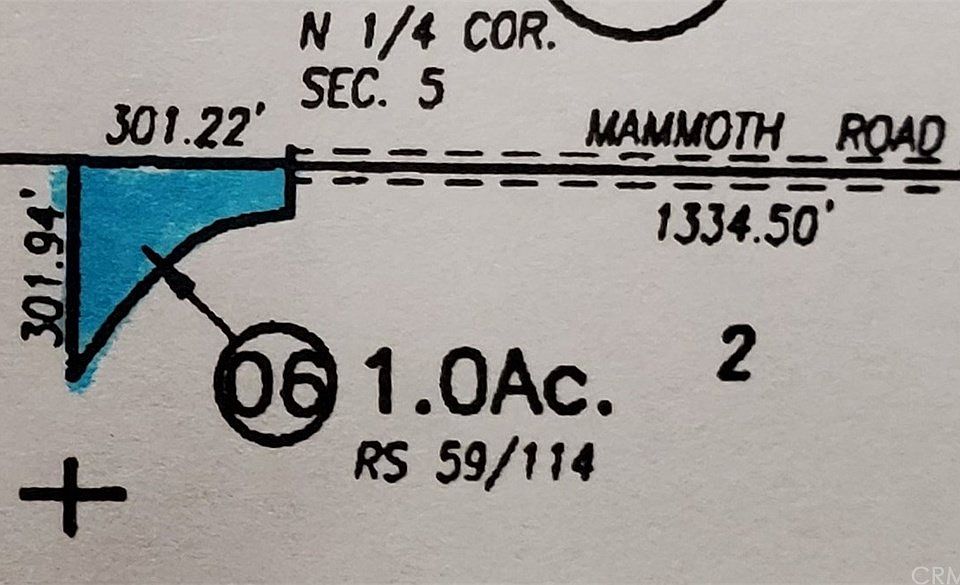 N 1/4 COR.
SEC. 5
301.22'
MAMMOTH ROAD
301.94'
1334.50'
2
06 1.0Ac.
RS 59/114
CRM